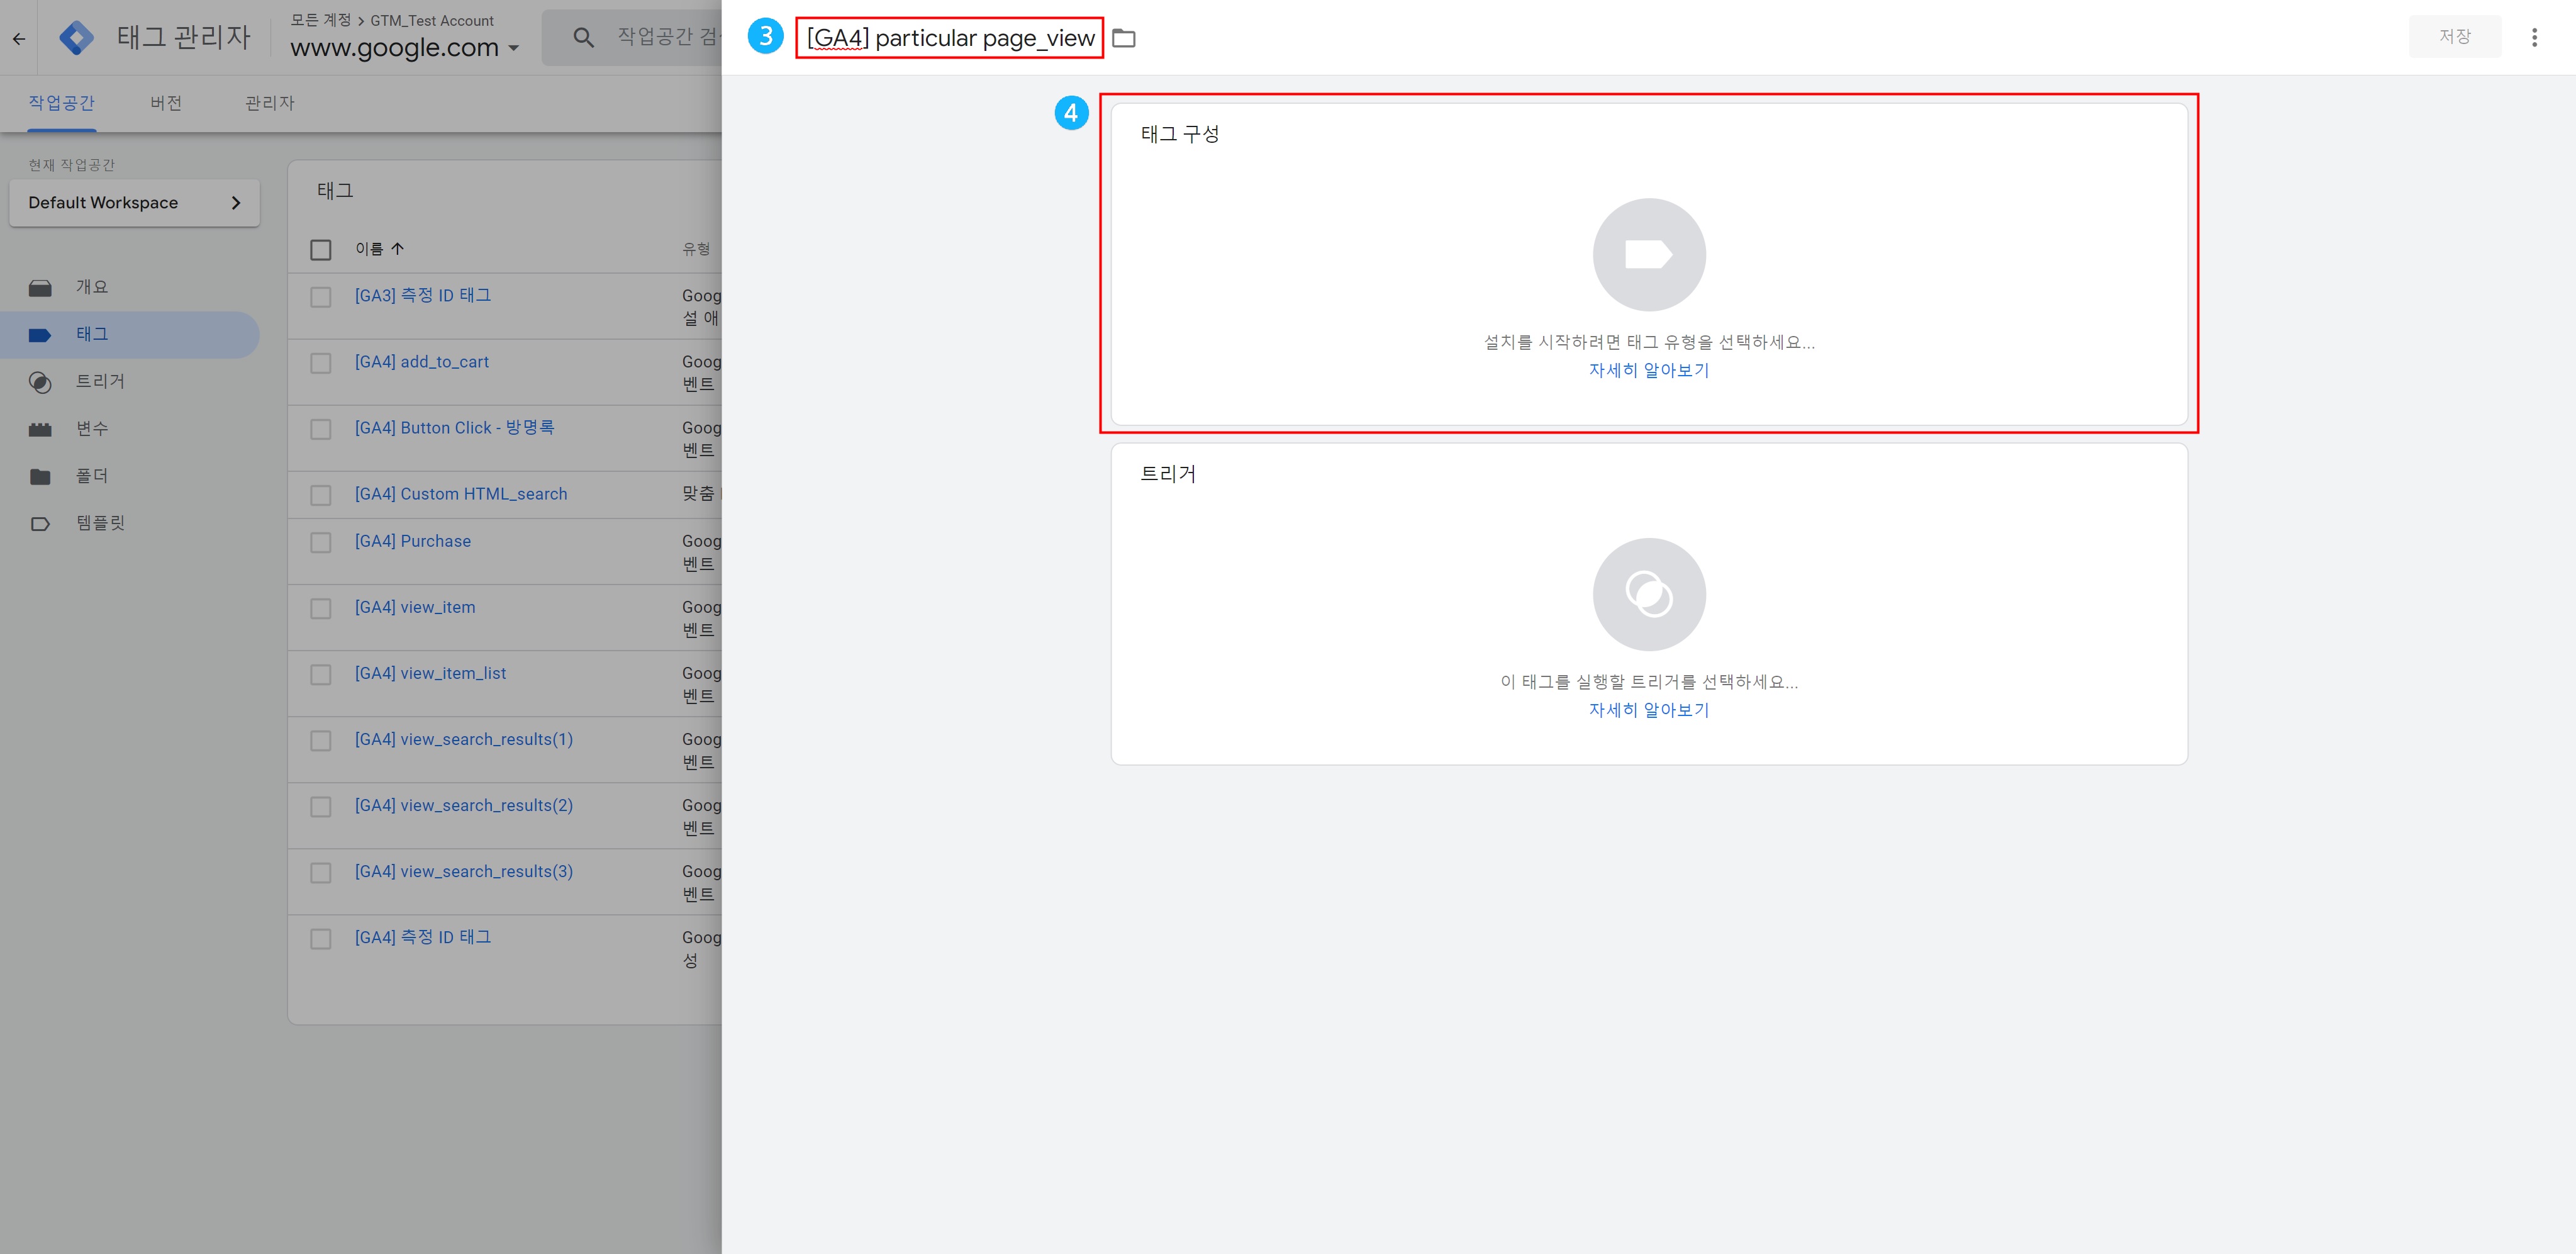 모든 계정 > GTM_Test Account
태그 관리자
www.google.com
작업공간 검색
3
[GA4] particular page_view
저장
작업공간
버전
관리자
현재 작업공간
Default Workspace
개요
태그
트리거
변수
폴더
템플릿
태그
이름
유형
[GA3] 측정 ID 태그
Goog
설 애
[GA4] add_to_cart
Goog
벤트
[GA4] Button Click - 방명록
Goog
벤트
[GA4] Custom HTML_search
맞춤
[GA4] Purchase
Goog
벤트
[GA4] view_item
Goog
벤트
[GA4] view_item_list
Goog
벤트
[GA4] view_search_results(1)
Goog
벤트
[GA4] view_search_results(2)
Goog
벤트
[GA4] view_search_results(3)
Goog
벤트
[GA4] 측정 ID 태그
Goog
성
4
태그 구성
설치를 시작하려면 태그 유형을 선택하세요...
자세히 알아보기
트리거
이 태그를 실행할 트리거를 선택하세요...
자세히 알아보기